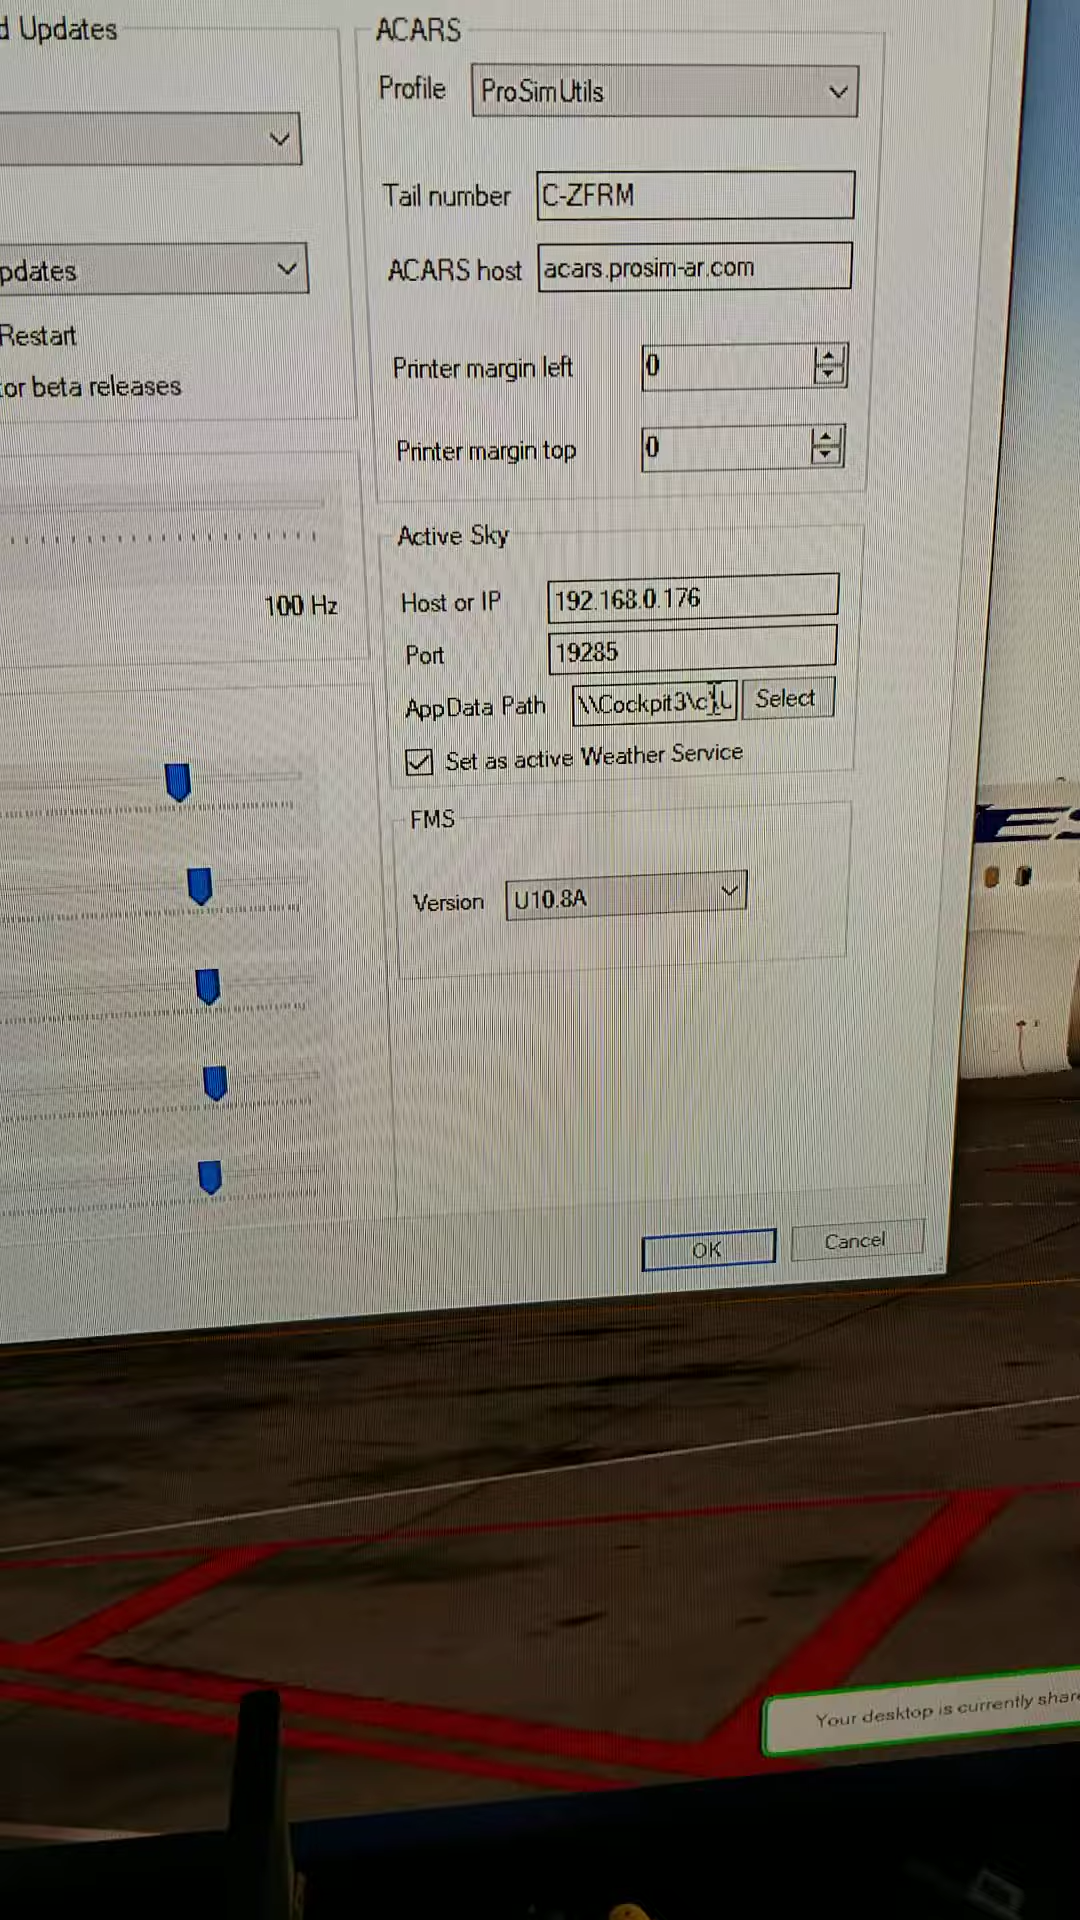 d Updates
pdates
Restart
or beta releases
100 Hz
ACARS
Profile ProSimUtils
Tail number C-ZFRM
ACARS host acars.prosim-ar.com
Printer margin left 0
Printer margin top 0
Active Sky
Host or IP 192.168.0.176
Port 19285
AppData Path \\Cockpit3\c Select
Set as active Weather Service
FMS
Version U10.8A
OK Cancel
ES
Your desktop is currently share